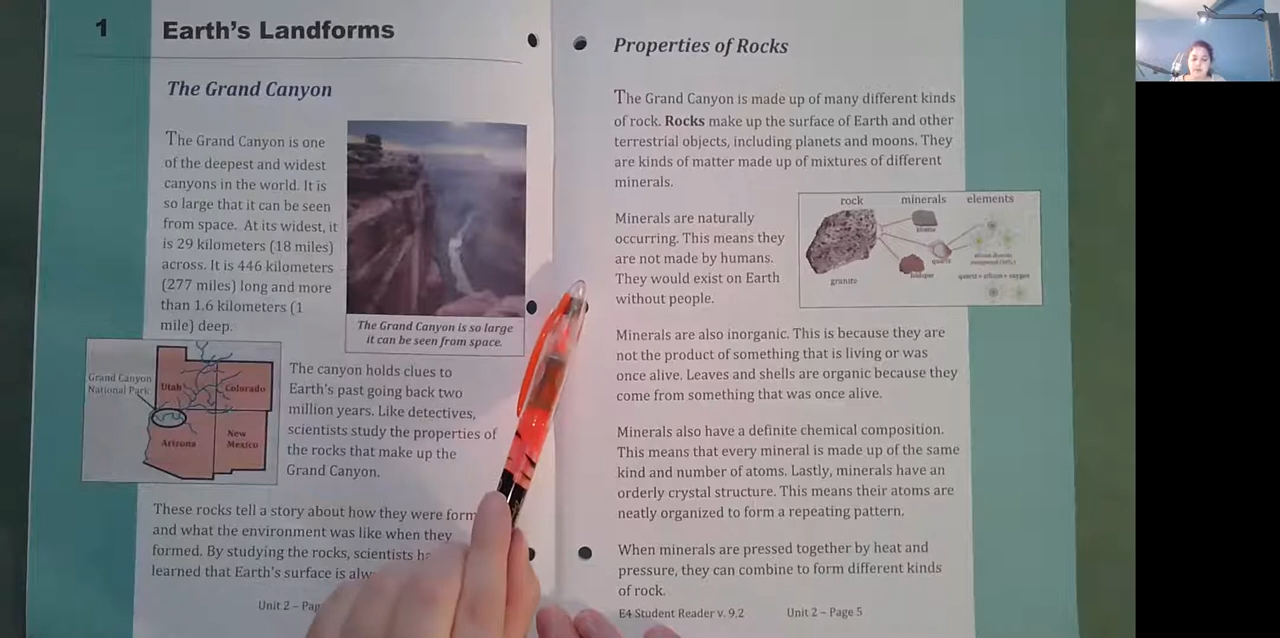 1 Earth's Landforms
The Grand Canyon
The Grand Canyon is one
of the deepest and widest
canyons in the world. It is
so large that it can be seen
from space. At its widest, it
is 29 kilometers (18 miles)
across. It is 446 kilometers
(277 miles) long and more
than 1.6 kilometers (1
mile) deep.
The Grand Canyon is so large
it can be seen from space.
Grand Canyon
National Park
Utah
Colorado
Arizona
New
Mexico
The canyon holds clues to
Earth's past going back two
million years. Like detectives,
scientists study the properties of
the rocks that make up the
Grand Canyon.
These rocks tell a story about how they were form
and what the environment was like when they
formed. By studying the rocks, scientists ha
learned that Earth's surface is alw
Unit 2 – Pag
Properties of Rocks
The Grand Canyon is made up of many different kinds
of rock. Rocks make up the surface of Earth and other
terrestrial objects, including planets and moons. They
are kinds of matter made up of mixtures of different
minerals.
Minerals are naturally
occurring. This means they
are not made by humans.
They would exist on Earth
without people.
rock minerals elements
quartz
feldspar
granite
quartz = silicon + oxygen
Minerals are also inorganic. This is because they are
not the product of something that is living or was
once alive. Leaves and shells are organic because they
come from something that was once alive.
Minerals also have a definite chemical composition.
This means that every mineral is made up of the same
kind and number of atoms. Lastly, minerals have an
orderly crystal structure. This means their atoms are
neatly organized to form a repeating pattern.
When minerals are pressed together by heat and
pressure, they can combine to form different kinds
of rock.
E4 Student Reader v. 9.2 Unit 2 – Page 5